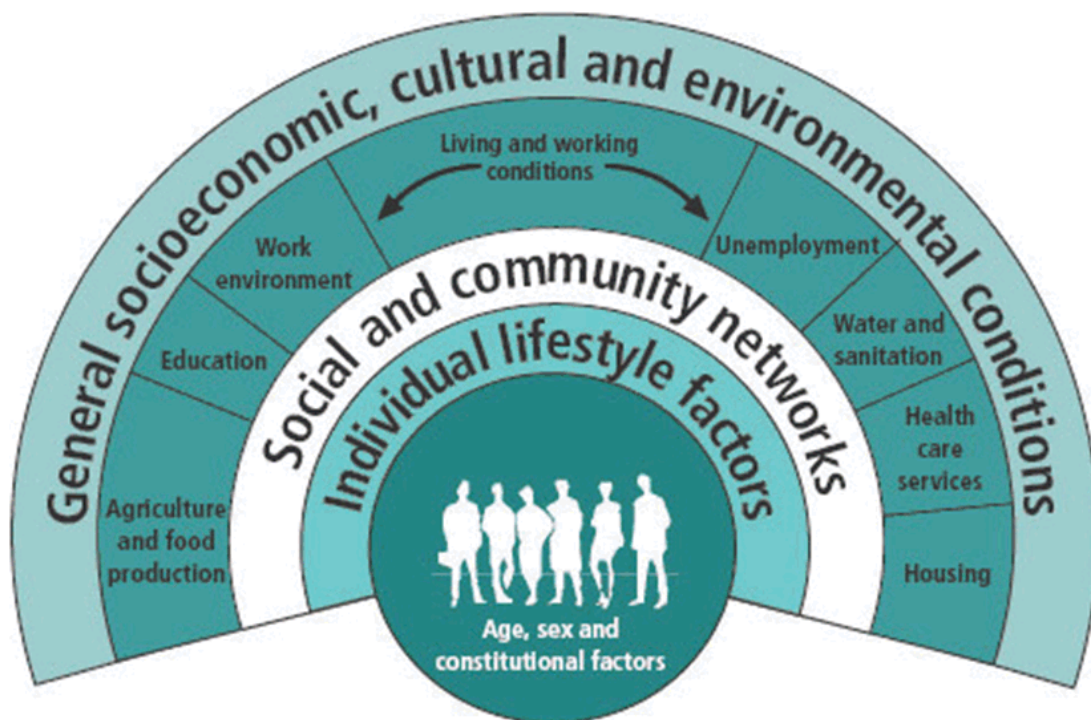 General socioeconomic, cultural and environmental conditions
Living and working
conditions
Work
environment
Unemployment
Education
Water and
sanitation
Agriculture
and food
production
Health
care
services
Housing
Social and community networks
Individual lifestyle factors
Age, sex and
constitutional factors